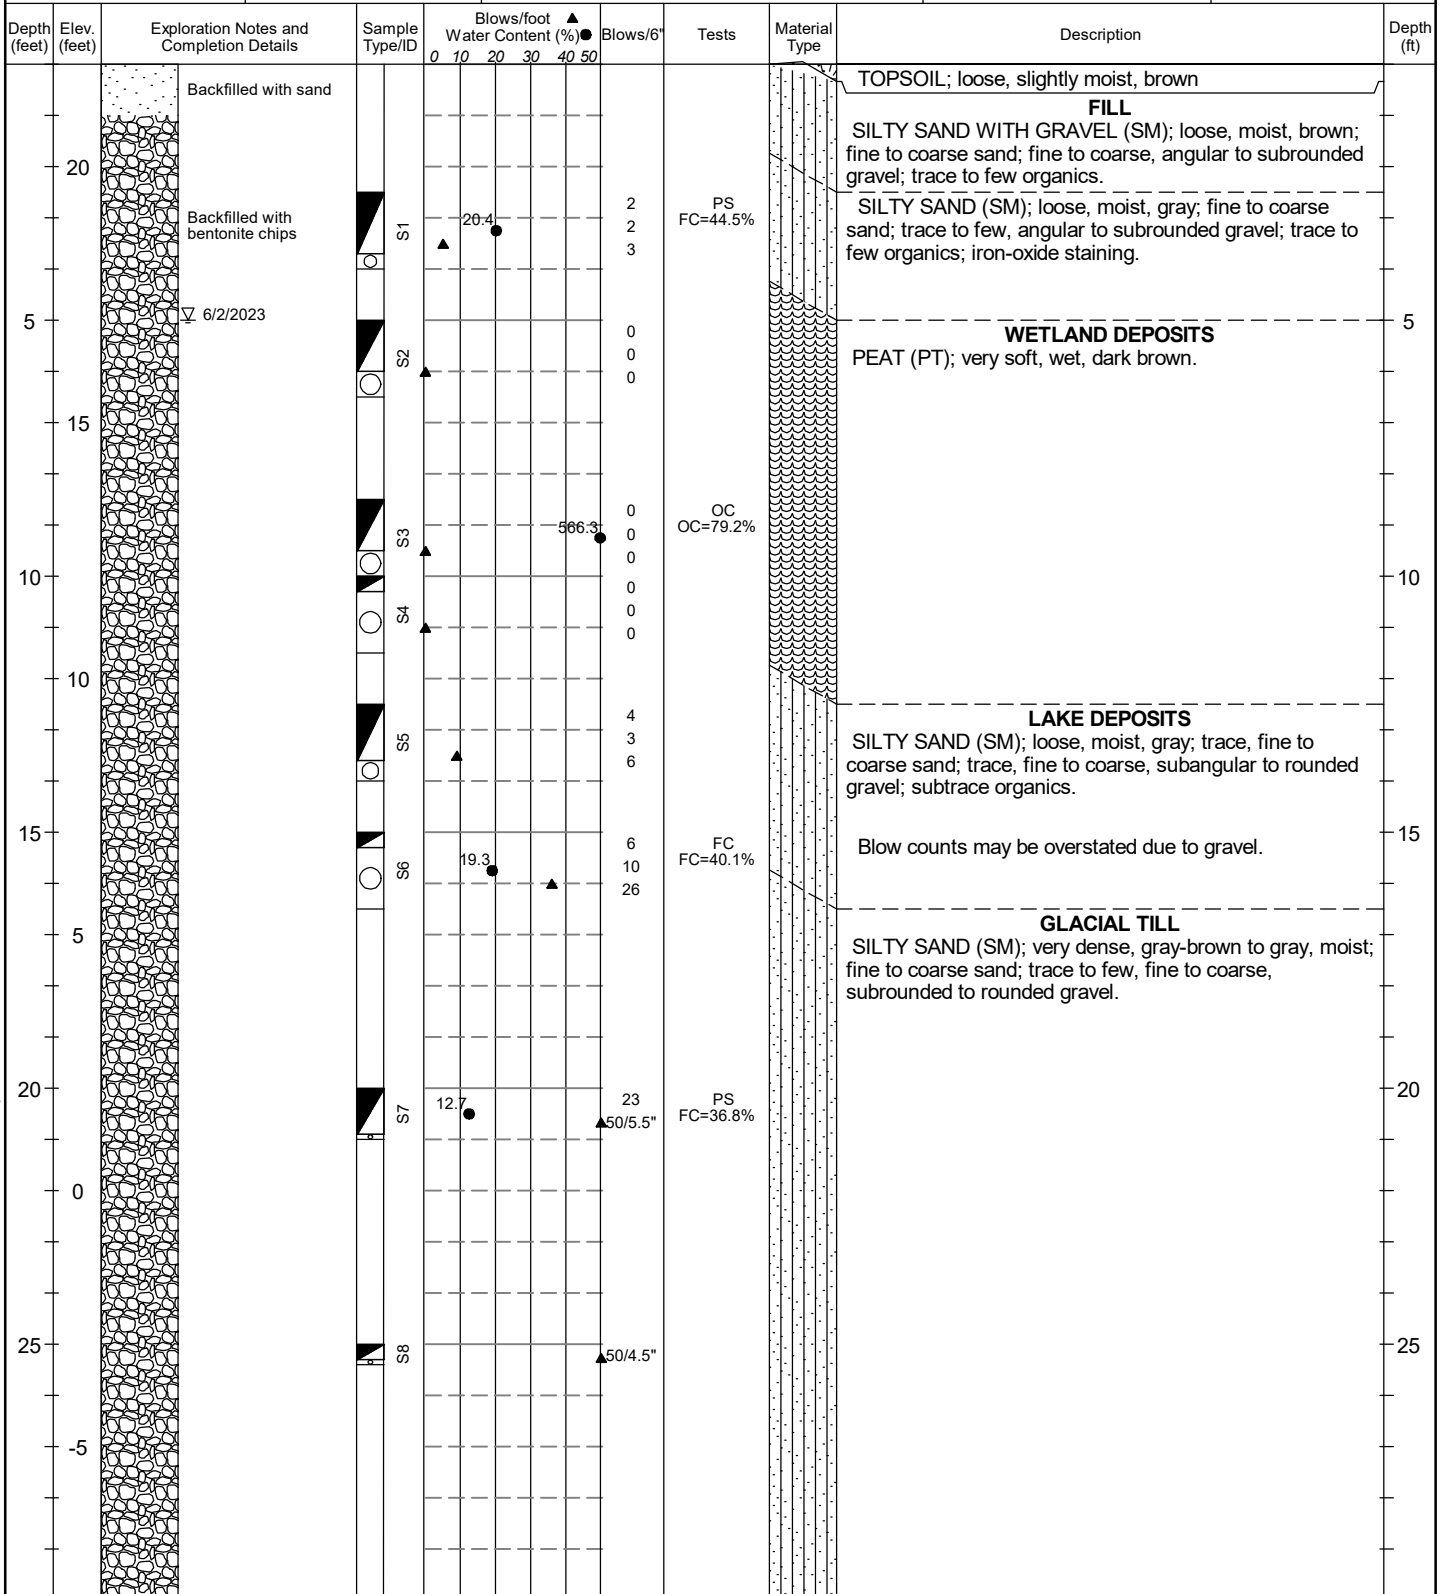 Depth
(feet)
Elev.
(feet)
Exploration Notes and
Completion Details
Sample
Type/ID
Blows/foot ▲
Water Content (%)●
0 10 20 30 40 50
Blows/6"
Tests
Material
Type
Description
Depth
(ft)
Backfilled with sand
TOPSOIL; loose, slightly moist, brown
FILL
SILTY SAND WITH GRAVEL (SM); loose, moist, brown;
fine to coarse sand; fine to coarse, angular to subrounded
gravel; trace to few organics.
20
Backfilled with
bentonite chips
S1
20.4
2
2
3
PS
FC=44.5%
SILTY SAND (SM); loose, moist, gray; fine to coarse
sand; trace to few, angular to subrounded gravel; trace to
few organics; iron-oxide staining.
6/2/2023
5
5
S2
0
0
0
WETLAND DEPOSITS
PEAT (PT); very soft, wet, dark brown.
15
S3
566.3
0
0
0
OC
OC=79.2%
10
10
S4
0
0
0
10
S5
4
3
6
LAKE DEPOSITS
SILTY SAND (SM); loose, moist, gray; trace, fine to
coarse sand; trace, fine to coarse, subangular to rounded
gravel; subtrace organics.
15
15
S6
19.3
6
10
26
FC
FC=40.1%
Blow counts may be overstated due to gravel.
5
GLACIAL TILL
SILTY SAND (SM); very dense, gray-brown to gray, moist;
fine to coarse sand; trace to few, fine to coarse,
subrounded to rounded gravel.
20
20
S7
12.7
23
50/5.5"
PS
FC=36.8%
0
25
25
S8
50/4.5"
-5